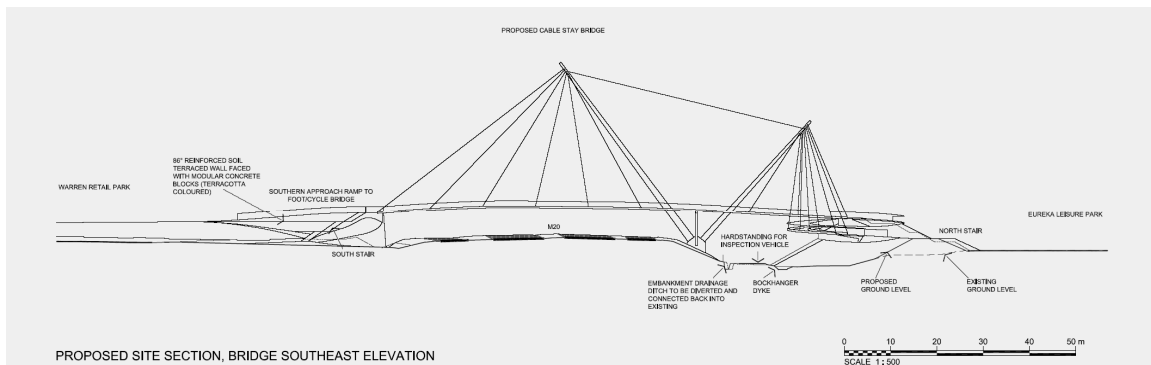 PROPOSED CABLE STAY BRIDGE
86° REINFORCED SOIL
TERRACED WALL FACED
WITH MODULAR CONCRETE
BLOCKS (TERRACOTTA
COLOURED)
WARREN RETAIL PARK
SOUTHERN APPROACH RAMP TO
FOOT/CYCLE BRIDGE
EUREKA LEISURE PARK
M20
HARDSTANDING FOR
INSPECTION VEHICLE
NORTH STAIR
SOUTH STAIR
EMBANKMENT DRAINAGE
DITCH TO BE DIVERTED AND
CONNECTED BACK INTO
EXISTING
BOCKHANGER
DYKE
PROPOSED
GROUND LEVEL
EXISTING
GROUND LEVEL
PROPOSED SITE SECTION, BRIDGE SOUTHEAST ELEVATION
0 10 20 30 40 50 m
SCALE 1 : 500